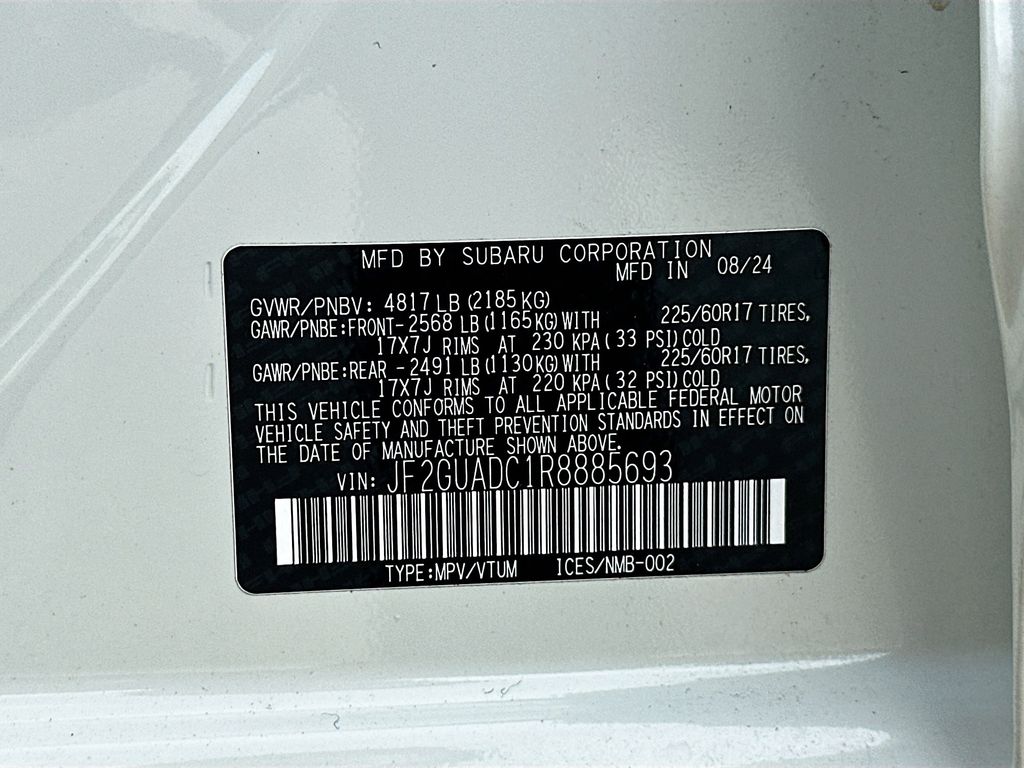 MFD BY SUBARU CORPORATION
MFD IN 08/24
GVWR/PNBV: 4817 LB (2185 KG)
GAWR/PNBE:FRONT-2568 LB(1165KG)WITH 225/60R17 TIRES,
17X7J RIMS AT 230 KPA(33 PSI)COLD
GAWR/PNBE:REAR -2491 LB(1130KG)WITH 225/60R17 TIRES,
17X7J RIMS AT 220 KPA(32 PSI)COLD
THIS VEHICLE CONFORMS TO ALL APPLICABLE FEDERAL MOTOR
VEHICLE SAFETY AND THEFT PREVENTION STANDARDS IN EFFECT ON
THE DATE OF MANUFACTURE SHOWN ABOVE.
VIN: JF2GUADC1R8885693
TYPE:MPV/VTUM ICES/NMB-002